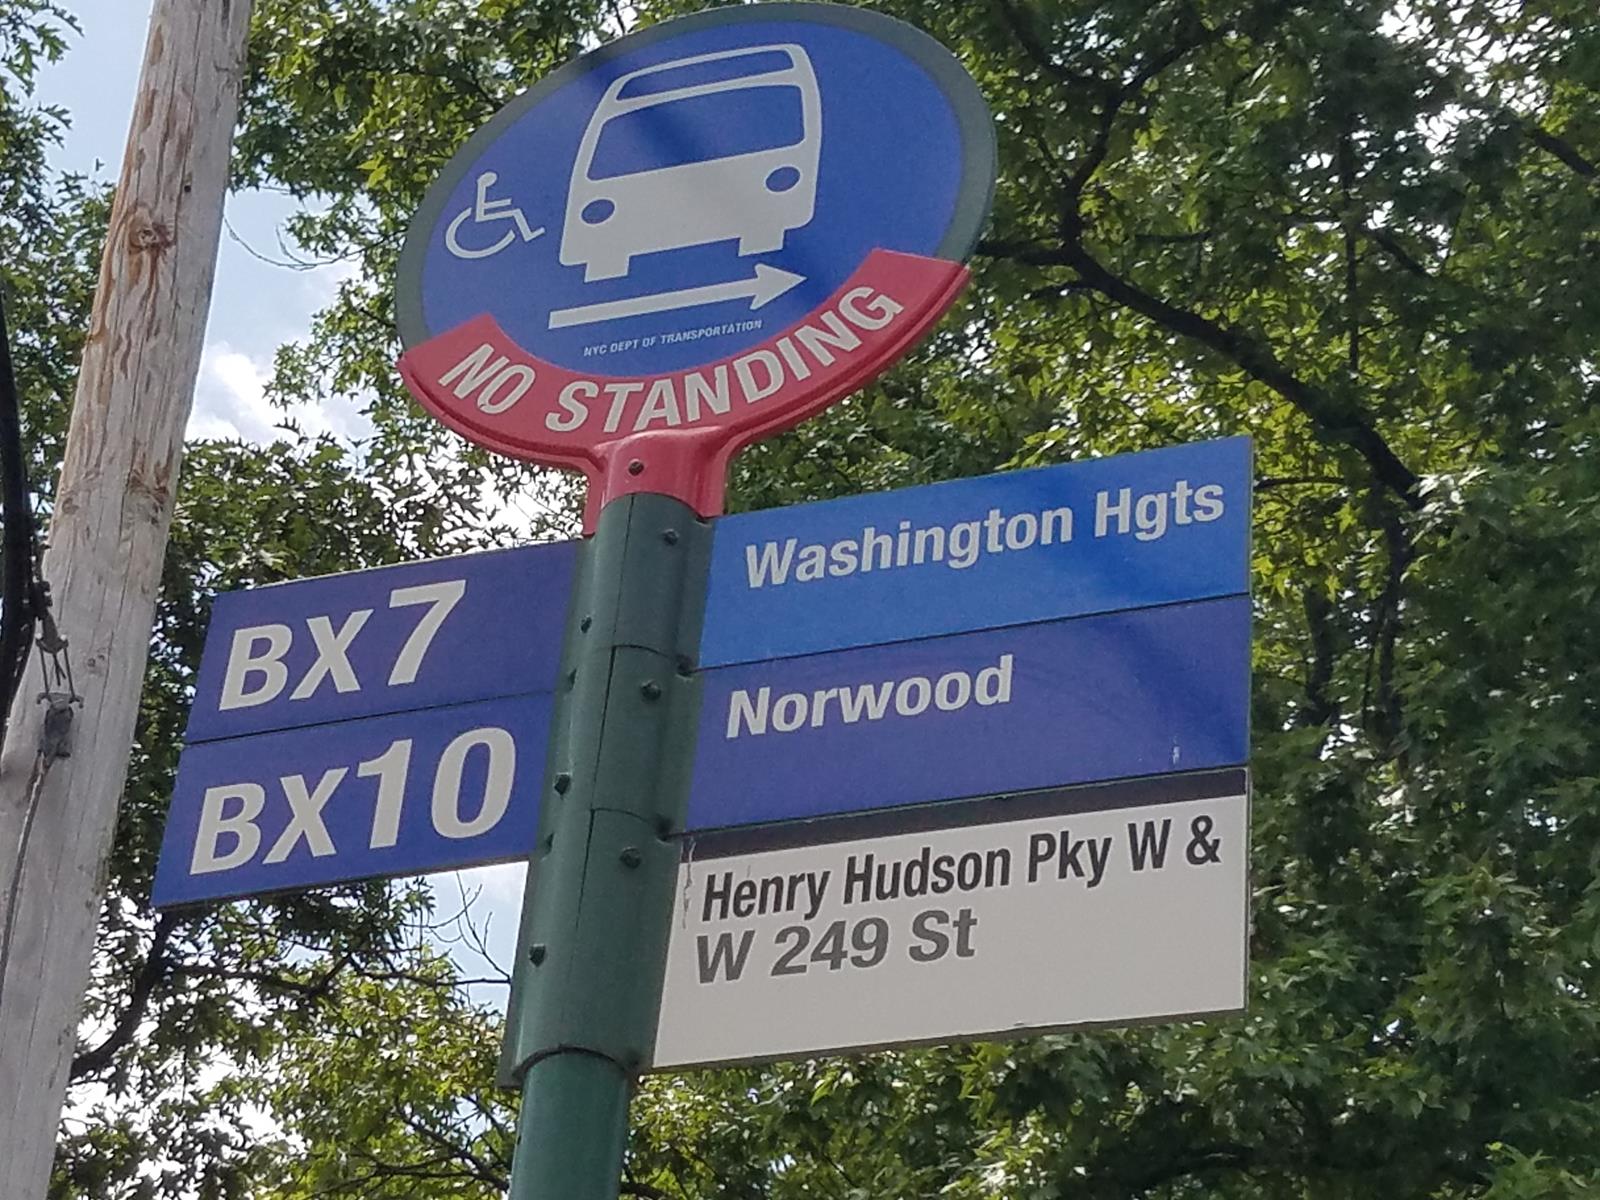 NYC DEPT OF TRANSPORTATION
NO STANDING
BX7
Washington Hgts
BX10
Norwood
Henry Hudson Pky W &
W 249 St